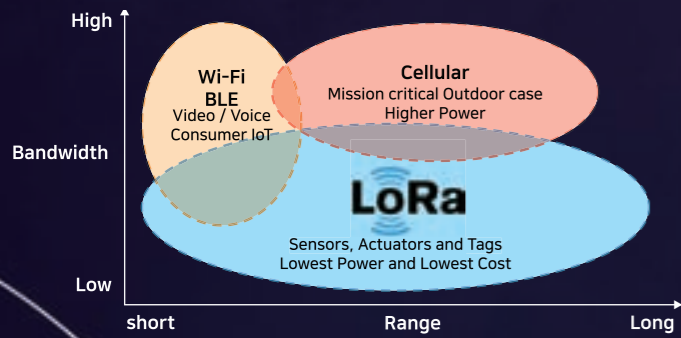 High
Wi-Fi
BLE
Video / Voice
Consumer IoT
Cellular
Mission critical Outdoor case
Higher Power
Bandwidth
LoRa
Sensors, Actuators and Tags
Lowest Power and Lowest Cost
Low
short
Range
Long